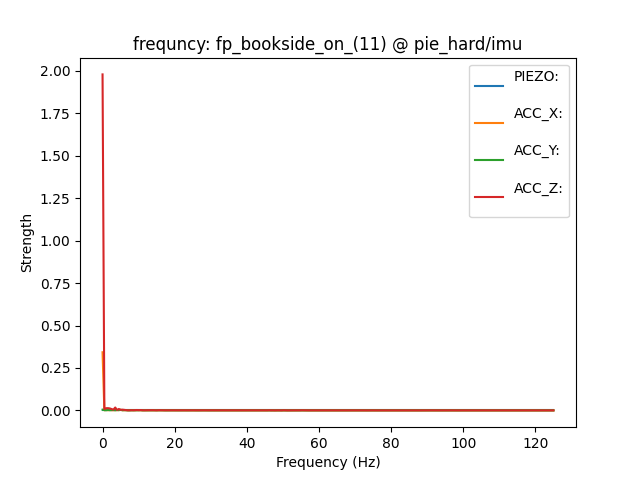 frequncy: fp_bookside_on_(11) @ pie_hard/imu
2.00
1.75
1.50
1.25
1.00
0.75
0.50
0.25
0.00
Strength
PIEZO:
ACC_X:
ACC_Y:
ACC_Z:
0 20 40 60 80 100 120
Frequency (Hz)